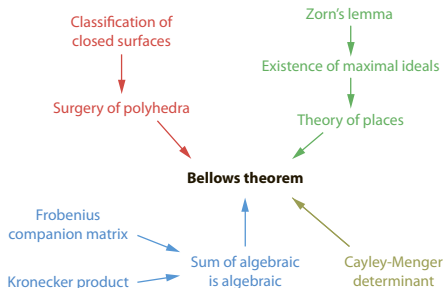 Classification of
closed surfaces
Zorn’s lemma
Existence of maximal ideals
Surgery of polyhedra
Theory of places
Bellows theorem
Frobenius
companion matrix
Kronecker product
Sum of algebraic
is algebraic
Cayley-Menger
determinant